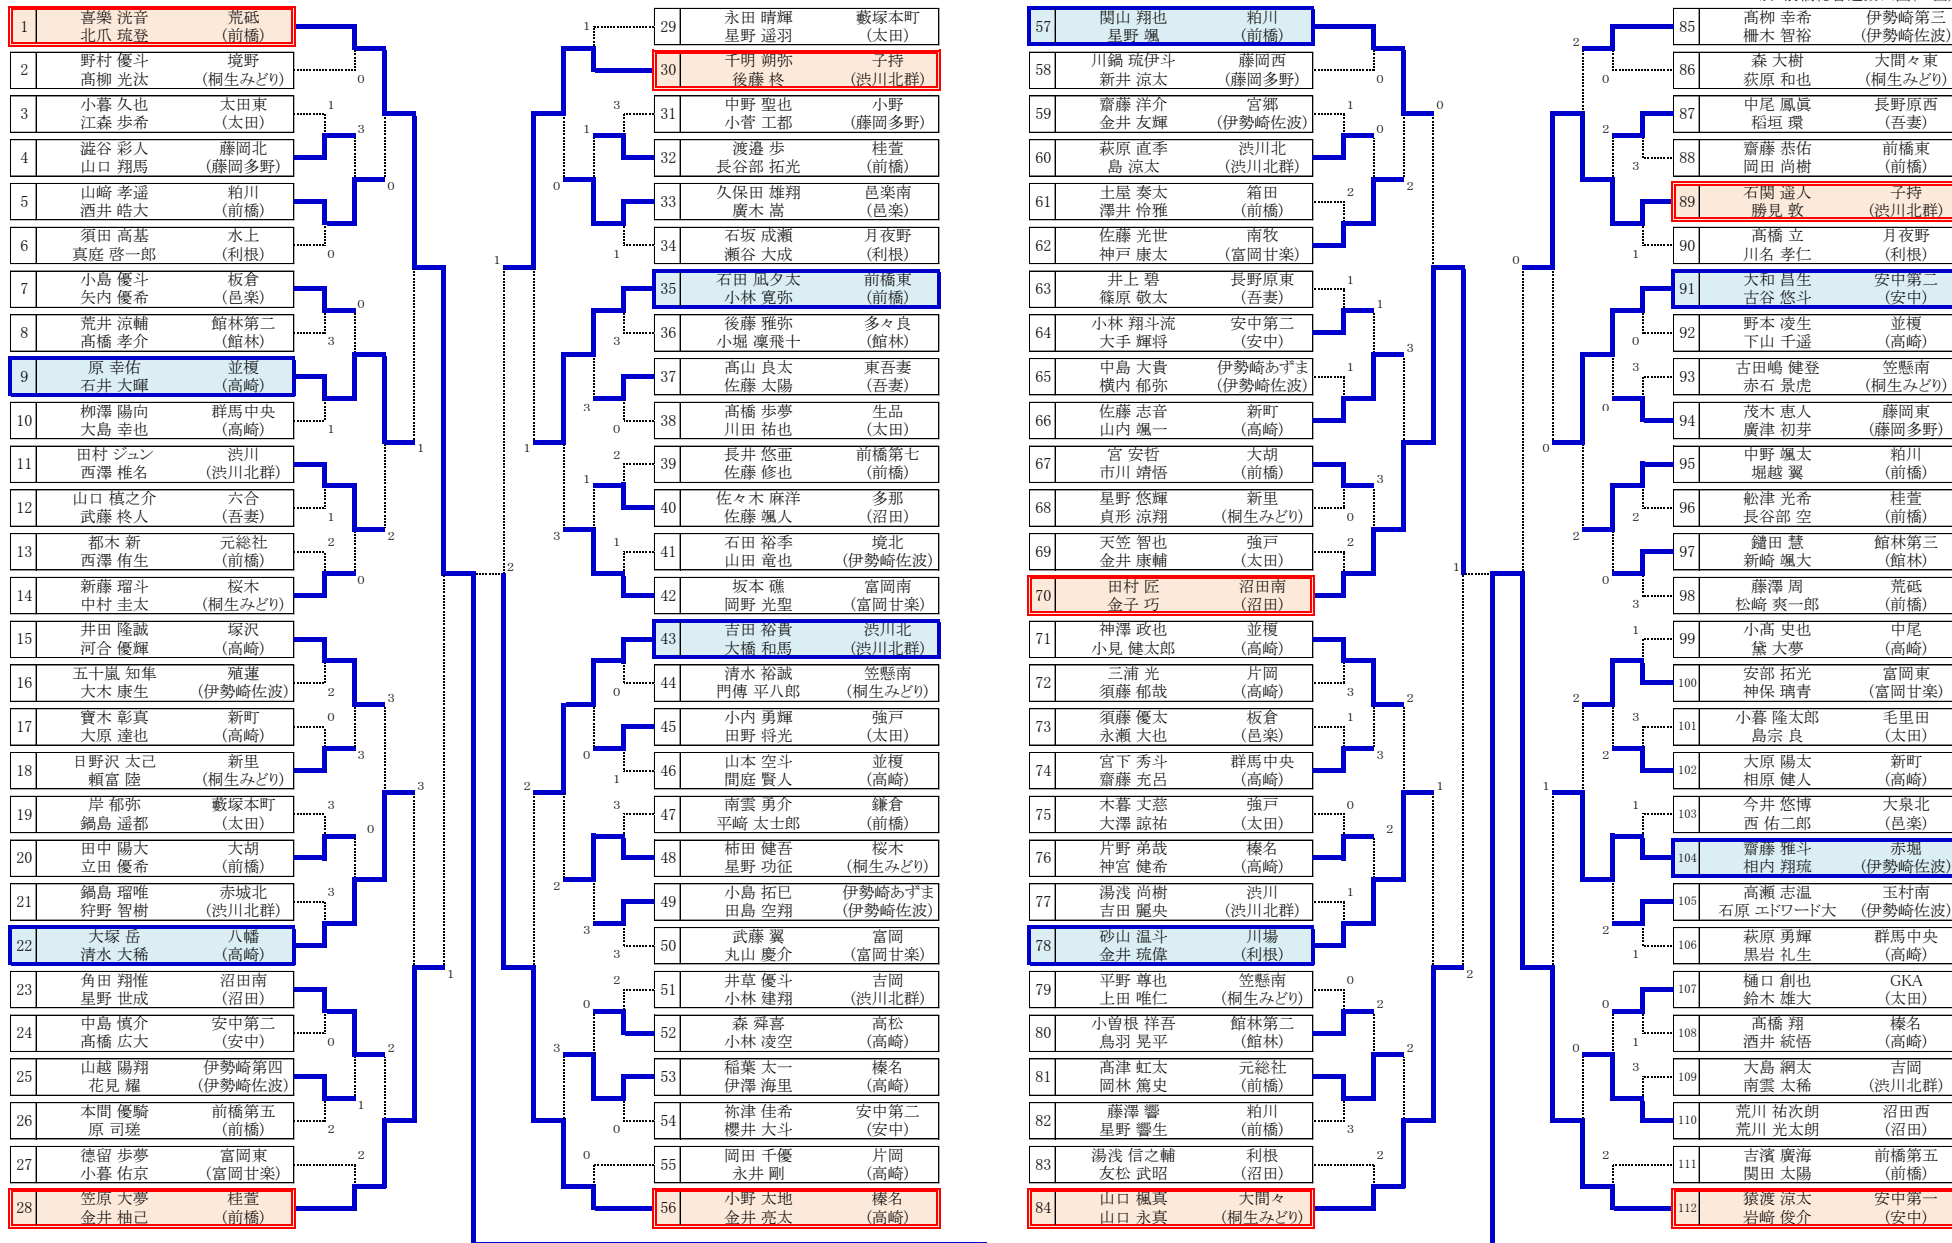 1 喜樂 洸音 荒砥
北爪 琉登 (前橋)
2 野村 優斗 境野
髙柳 光汰 (桐生みどり)
3 小暮 久也 太田東
江森 歩希 (太田)
4 澁谷 彩人 藤岡北
山口 翔馬 (藤岡多野)
5 山﨑 孝遥 粕川
酒井 皓大 (前橋)
6 須田 高基 水上
真庭 啓一郎 (利根)
7 小島 優斗 板倉
矢内 優希 (邑楽)
8 荒井 涼輔 館林第二
髙橋 孝介 (館林)
9 原 幸佑 並榎
石井 大暉 (高崎)
10 栁澤 陽向 群馬中央
大島 幸也 (高崎)
11 田村 ジュン 渋川
西澤 椎名 (渋川北群)
12 山口 槙之介 六合
武藤 柊人 (吾妻)
13 都木 新 元総社
西澤 侑生 (前橋)
14 新藤 瑠斗 桜木
中村 圭太 (桐生みどり)
15 井田 隆誠 塚沢
河合 優輝 (高崎)
16 五十嵐 知隼 殖蓮
大木 康生 (伊勢崎佐波)
17 寶木 彰真 新町
大原 達也 (高崎)
18 日野沢 太己 新里
頼富 陸 (桐生みどり)
19 岸 郁弥 藪塚本町
鍋島 遥都 (太田)
20 田中 陽大 大胡
立田 優希 (前橋)
21 鍋島 瑠唯 赤城北
狩野 智樹 (渋川北群)
22 大塚 岳 八幡
清水 大稀 (高崎)
23 角田 翔惟 沼田南
星野 世成 (沼田)
24 中島 慎介 安中第二
髙橋 広大 (安中)
25 山越 陽翔 伊勢崎第四
花見 耀 (伊勢崎佐波)
26 本間 優騎 前橋第五
原 司瑳 (前橋)
27 德留 歩夢 富岡東
小暮 佑京 (富岡甘楽)
28 笠原 大夢 桂萱
金井 柚己 (前橋)
29 永田 晴輝 藪塚本町
星野 遥羽 (太田)
30 千明 朔弥 子持
後藤 柊 (渋川北群)
31 中野 聖也 小野
小菅 工都 (藤岡多野)
32 渡邉 歩 桂萱
長谷部 拓光 (前橋)
33 久保田 雄翔 邑楽南
廣木 嵩 (邑楽)
34 石坂 成瀬 月夜野
瀬谷 大成 (利根)
35 石田 凪夕太 前橋東
小林 寛弥 (前橋)
36 後藤 雅弥 多々良
小堀 凜飛十 (館林)
37 髙山 良太 東吾妻
佐藤 太陽 (吾妻)
38 髙橋 歩夢 生品
川田 祐也 (太田)
39 長井 悠亜 前橋第七
佐藤 修也 (前橋)
40 佐々木 麻洋 多那
佐藤 颯人 (沼田)
41 石田 裕季 境北
山田 竜也 (伊勢崎佐波)
42 坂本 礁 富岡南
岡野 光聖 (富岡甘楽)
43 吉田 裕貴 渋川北
大橋 和馬 (渋川北群)
44 清水 裕誠 笠懸南
門傳 平八郎 (桐生みどり)
45 小内 勇輝 強戸
田野 将光 (太田)
46 山本 空斗 並榎
間庭 賢人 (高崎)
47 南雲 勇介 鎌倉
平﨑 太士郎 (前橋)
48 柿田 健吾 桜木
星野 功征 (桐生みどり)
49 小島 拓巳 伊勢崎あずま
田島 空翔 (伊勢崎佐波)
50 武藤 翼 富岡
丸山 慶介 (富岡甘楽)
51 井草 優斗 吉岡
小林 建翔 (渋川北群)
52 森 舜喜 高松
小林 凌空 (高崎)
53 稲葉 太一 榛名
伊澤 海里 (高崎)
54 祢津 佳希 安中第二
櫻井 大斗 (安中)
55 岡田 千優 片岡
永井 剛 (高崎)
56 小野 太地 榛名
金井 亮太 (高崎)
57 関山 翔也 粕川
星野 颯 (前橋)
58 川鍋 琉伊斗 藤岡西
新井 涼太 (藤岡多野)
59 齋藤 洋介 宮郷
金井 友輝 (伊勢崎佐波)
60 萩原 直季 渋川北
島 涼太 (渋川北群)
61 土屋 奏太 箱田
澤井 怜雅 (前橋)
62 佐藤 光世 南牧
神戸 康太 (富岡甘楽)
63 井上 碧 長野原東
篠原 敬太 (吾妻)
64 小林 翔斗流 安中第二
大手 輝将 (安中)
65 中島 大貴 伊勢崎あずま
横内 郁弥 (伊勢崎佐波)
66 佐藤 志音 新町
山内 颯一 (高崎)
67 宮 安哲 大胡
市川 靖悟 (前橋)
68 星野 悠輝 新里
貞形 涼翔 (桐生みどり)
69 天笠 智也 強戸
金井 康輔 (太田)
70 田村 匠 沼田南
金子 巧 (沼田)
71 神澤 政也 並榎
小見 健太郎 (高崎)
72 三浦 光 片岡
須藤 郁哉 (高崎)
73 須藤 優太 板倉
永瀬 大也 (邑楽)
74 宮下 秀斗 群馬中央
齋藤 充呂 (高崎)
75 木暮 丈慈 強戸
大澤 諒祐 (太田)
76 片野 弟哉 榛名
神宮 健希 (高崎)
77 湯浅 尚樹 渋川
吉田 麗央 (渋川北群)
78 砂山 温斗 川場
金井 琉偉 (利根)
79 平野 尊也 笠懸南
上田 唯仁 (桐生みどり)
80 小曽根 祥吾 館林第二
鳥羽 晃平 (館林)
81 髙津 虹太 元総社
岡林 篤史 (前橋)
82 藤澤 響 粕川
星野 響生 (前橋)
83 湯浅 信之輔 利根
友松 武昭 (沼田)
84 山口 楓真 大間々
山口 永真 (桐生みどり)
85 髙栁 幸希 伊勢崎第三
柵木 智裕 (伊勢崎佐波)
86 森 大樹 大間々東
荻原 和也 (桐生みどり)
87 中尾 鳳眞 長野原西
稲垣 環 (吾妻)
88 齋藤 恭佑 前橋東
岡田 尚樹 (前橋)
89 石関 遥人 子持
勝見 敦 (渋川北群)
90 髙橋 立 月夜野
川名 孝仁 (利根)
91 大和 昌生 安中第二
古谷 悠斗 (安中)
92 野本 凌生 並榎
下山 千遥 (高崎)
93 古田嶋 健登 笠懸南
赤石 景虎 (桐生みどり)
94 茂木 恵人 藤岡東
廣津 初芽 (藤岡多野)
95 中野 颯太 粕川
堀越 翼 (前橋)
96 舩津 光希 桂萱
長谷部 空 (前橋)
97 鑓田 慧 館林第三
新崎 颯大 (館林)
98 藤澤 周 荒砥
松﨑 爽一郎 (前橋)
99 小髙 史也 中尾
黛 大夢 (高崎)
100 安部 拓光 富岡東
神保 璃青 (富岡甘楽)
101 小暮 隆太郎 毛里田
島宗 良 (太田)
102 大原 陽太 新町
相原 健人 (高崎)
103 今井 悠博 大泉北
西 佑二郎 (邑楽)
104 齋藤 雅斗 赤堀
相内 翔琉 (伊勢崎佐波)
105 高瀬 志温 玉村南
石原 エドワード大 (伊勢崎佐波)
106 萩原 勇輝 群馬中央
黒岩 礼生 (高崎)
107 樋口 創也 GKA
鈴木 雄大 (太田)
108 髙橋 翔 榛名
酒井 統悟 (高崎)
109 大島 網太 吉岡
南雲 太稀 (渋川北群)
110 荒川 祐次朗 沼田西
荒川 光太朗 (沼田)
111 吉濱 廣海 前橋第五
関田 太陽 (前橋)
112 猿渡 涼太 安中第一
岩﨑 俊介 (安中)